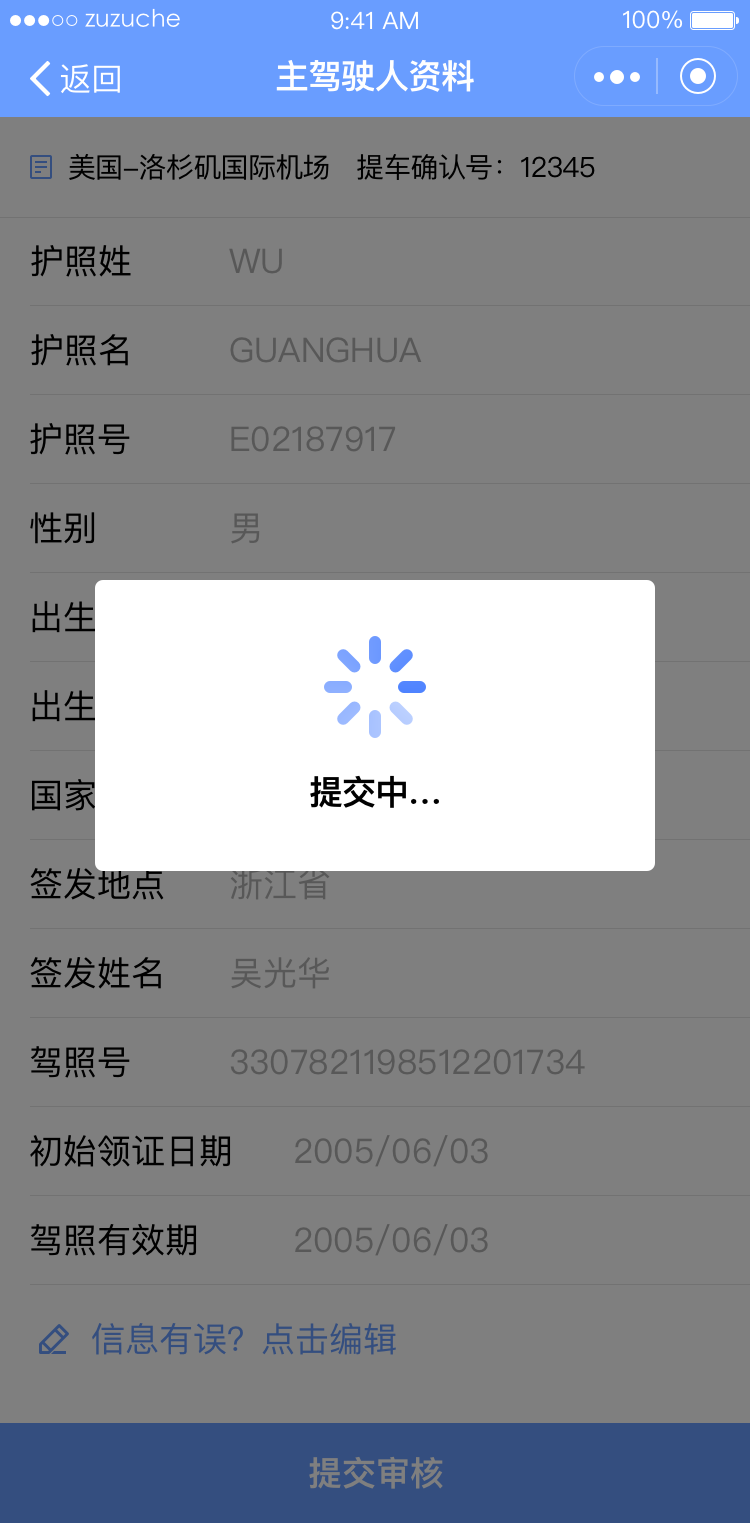 zuzuche 9:41 AM 100%
返回 主驾驶人资料
美国-洛杉矶国际机场 提车确认号：12345
护照姓 WU
护照名 GUANGHUA
护照号 E02187917
性别 男
出生
出生
国家
提交中...
签发地点 浙江省
签发姓名 吴光华
驾照号 3307821198512201734
初始领证日期 2005/06/03
驾照有效期 2005/06/03
信息有误？点击编辑
提交审核